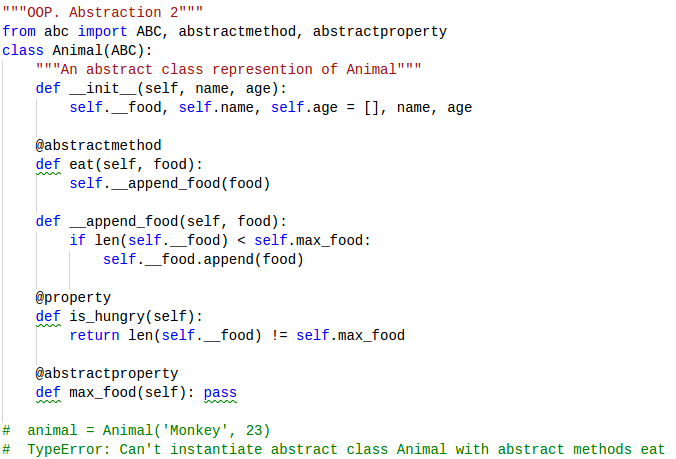 """OOP. Abstraction 2"""
from abc import ABC, abstractmethod, abstractproperty
class Animal(ABC):
    """An abstract class represention of Animal"""
    def __init__(self, name, age):
        self.__food, self.name, self.age = [], name, age

    @abstractmethod
    def eat(self, food):
        self.__append_food(food)

    def __append_food(self, food):
        if len(self.__food) < self.max_food:
            self.__food.append(food)

    @property
    def is_hungry(self):
        return len(self.__food) != self.max_food

    @abstractproperty
    def max_food(self): pass

#  animal = Animal('Monkey', 23)
#  TypeError: Can't instantiate abstract class Animal with abstract methods eat